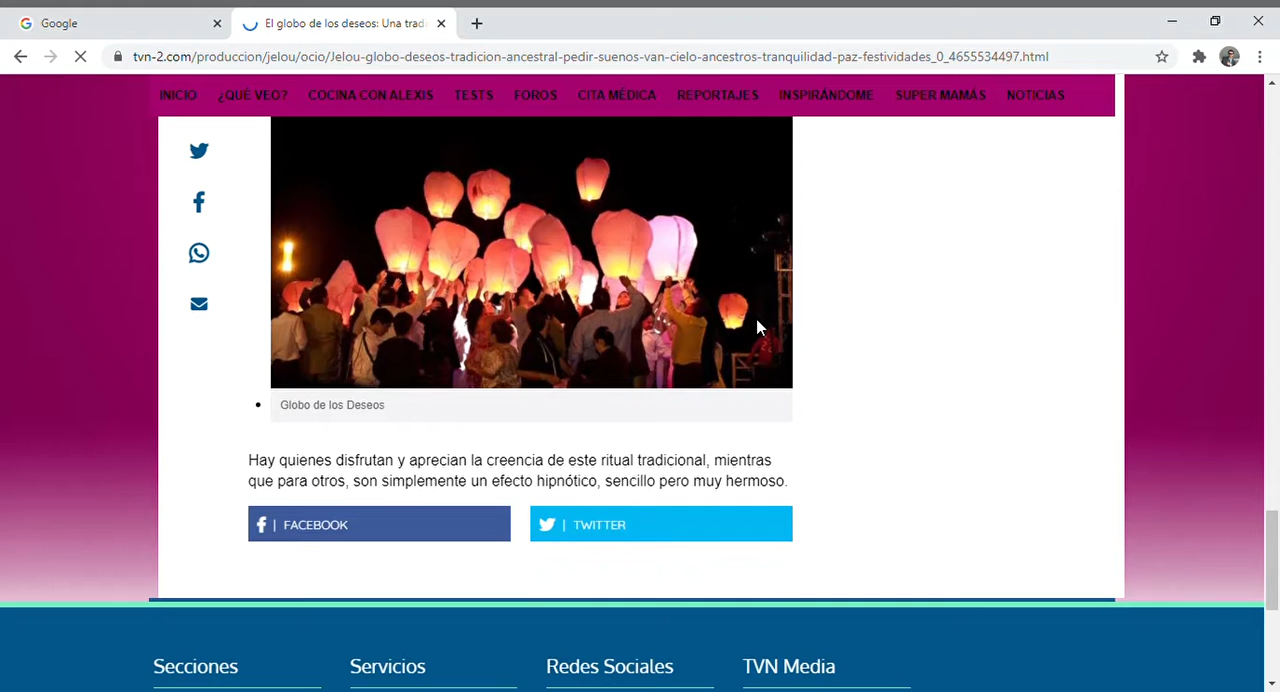 Google
El globo de los deseos: Una trad
tvn-2.com/produccion/jelou/ocio/Jelou-globo-deseos-tradicion-ancestral-pedir-suenos-van-cielo-ancestros-tranquilidad-paz-festividades_0_4655534497.html
INICIO ¿QUÉ VEO? COCINA CON ALEXIS TESTS FOROS CITA MÉDICA REPORTAJES INSPIRÁNDOME SUPER MAMÁS NOTICIAS
Globo de los Deseos
Hay quienes disfrutan y aprecian la creencia de este ritual tradicional, mientras
que para otros, son simplemente un efecto hipnótico, sencillo pero muy hermoso.
| FACEBOOK | TWITTER
Secciones Servicios Redes Sociales TVN Media